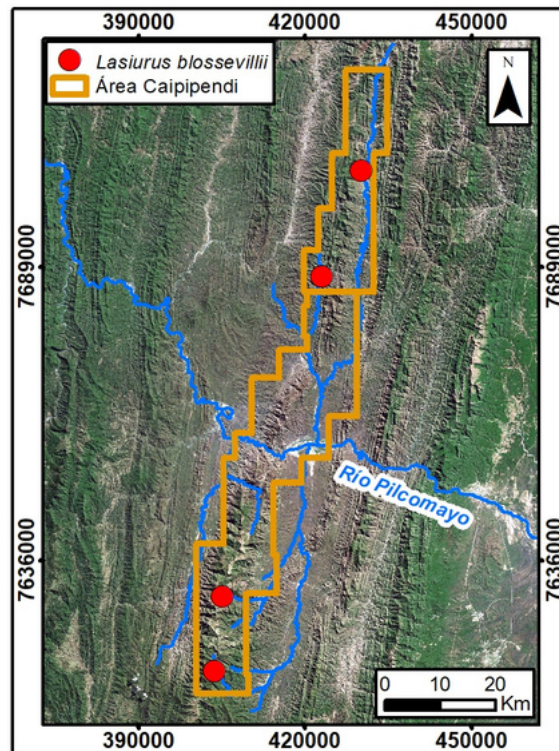 390000 420000 450000
Lasiurus blossevillii
Área Caipipendi
N
7689000 7689000
Río Pilcomayo
7636000 7636000
0 10 20
Km
390000 420000 450000